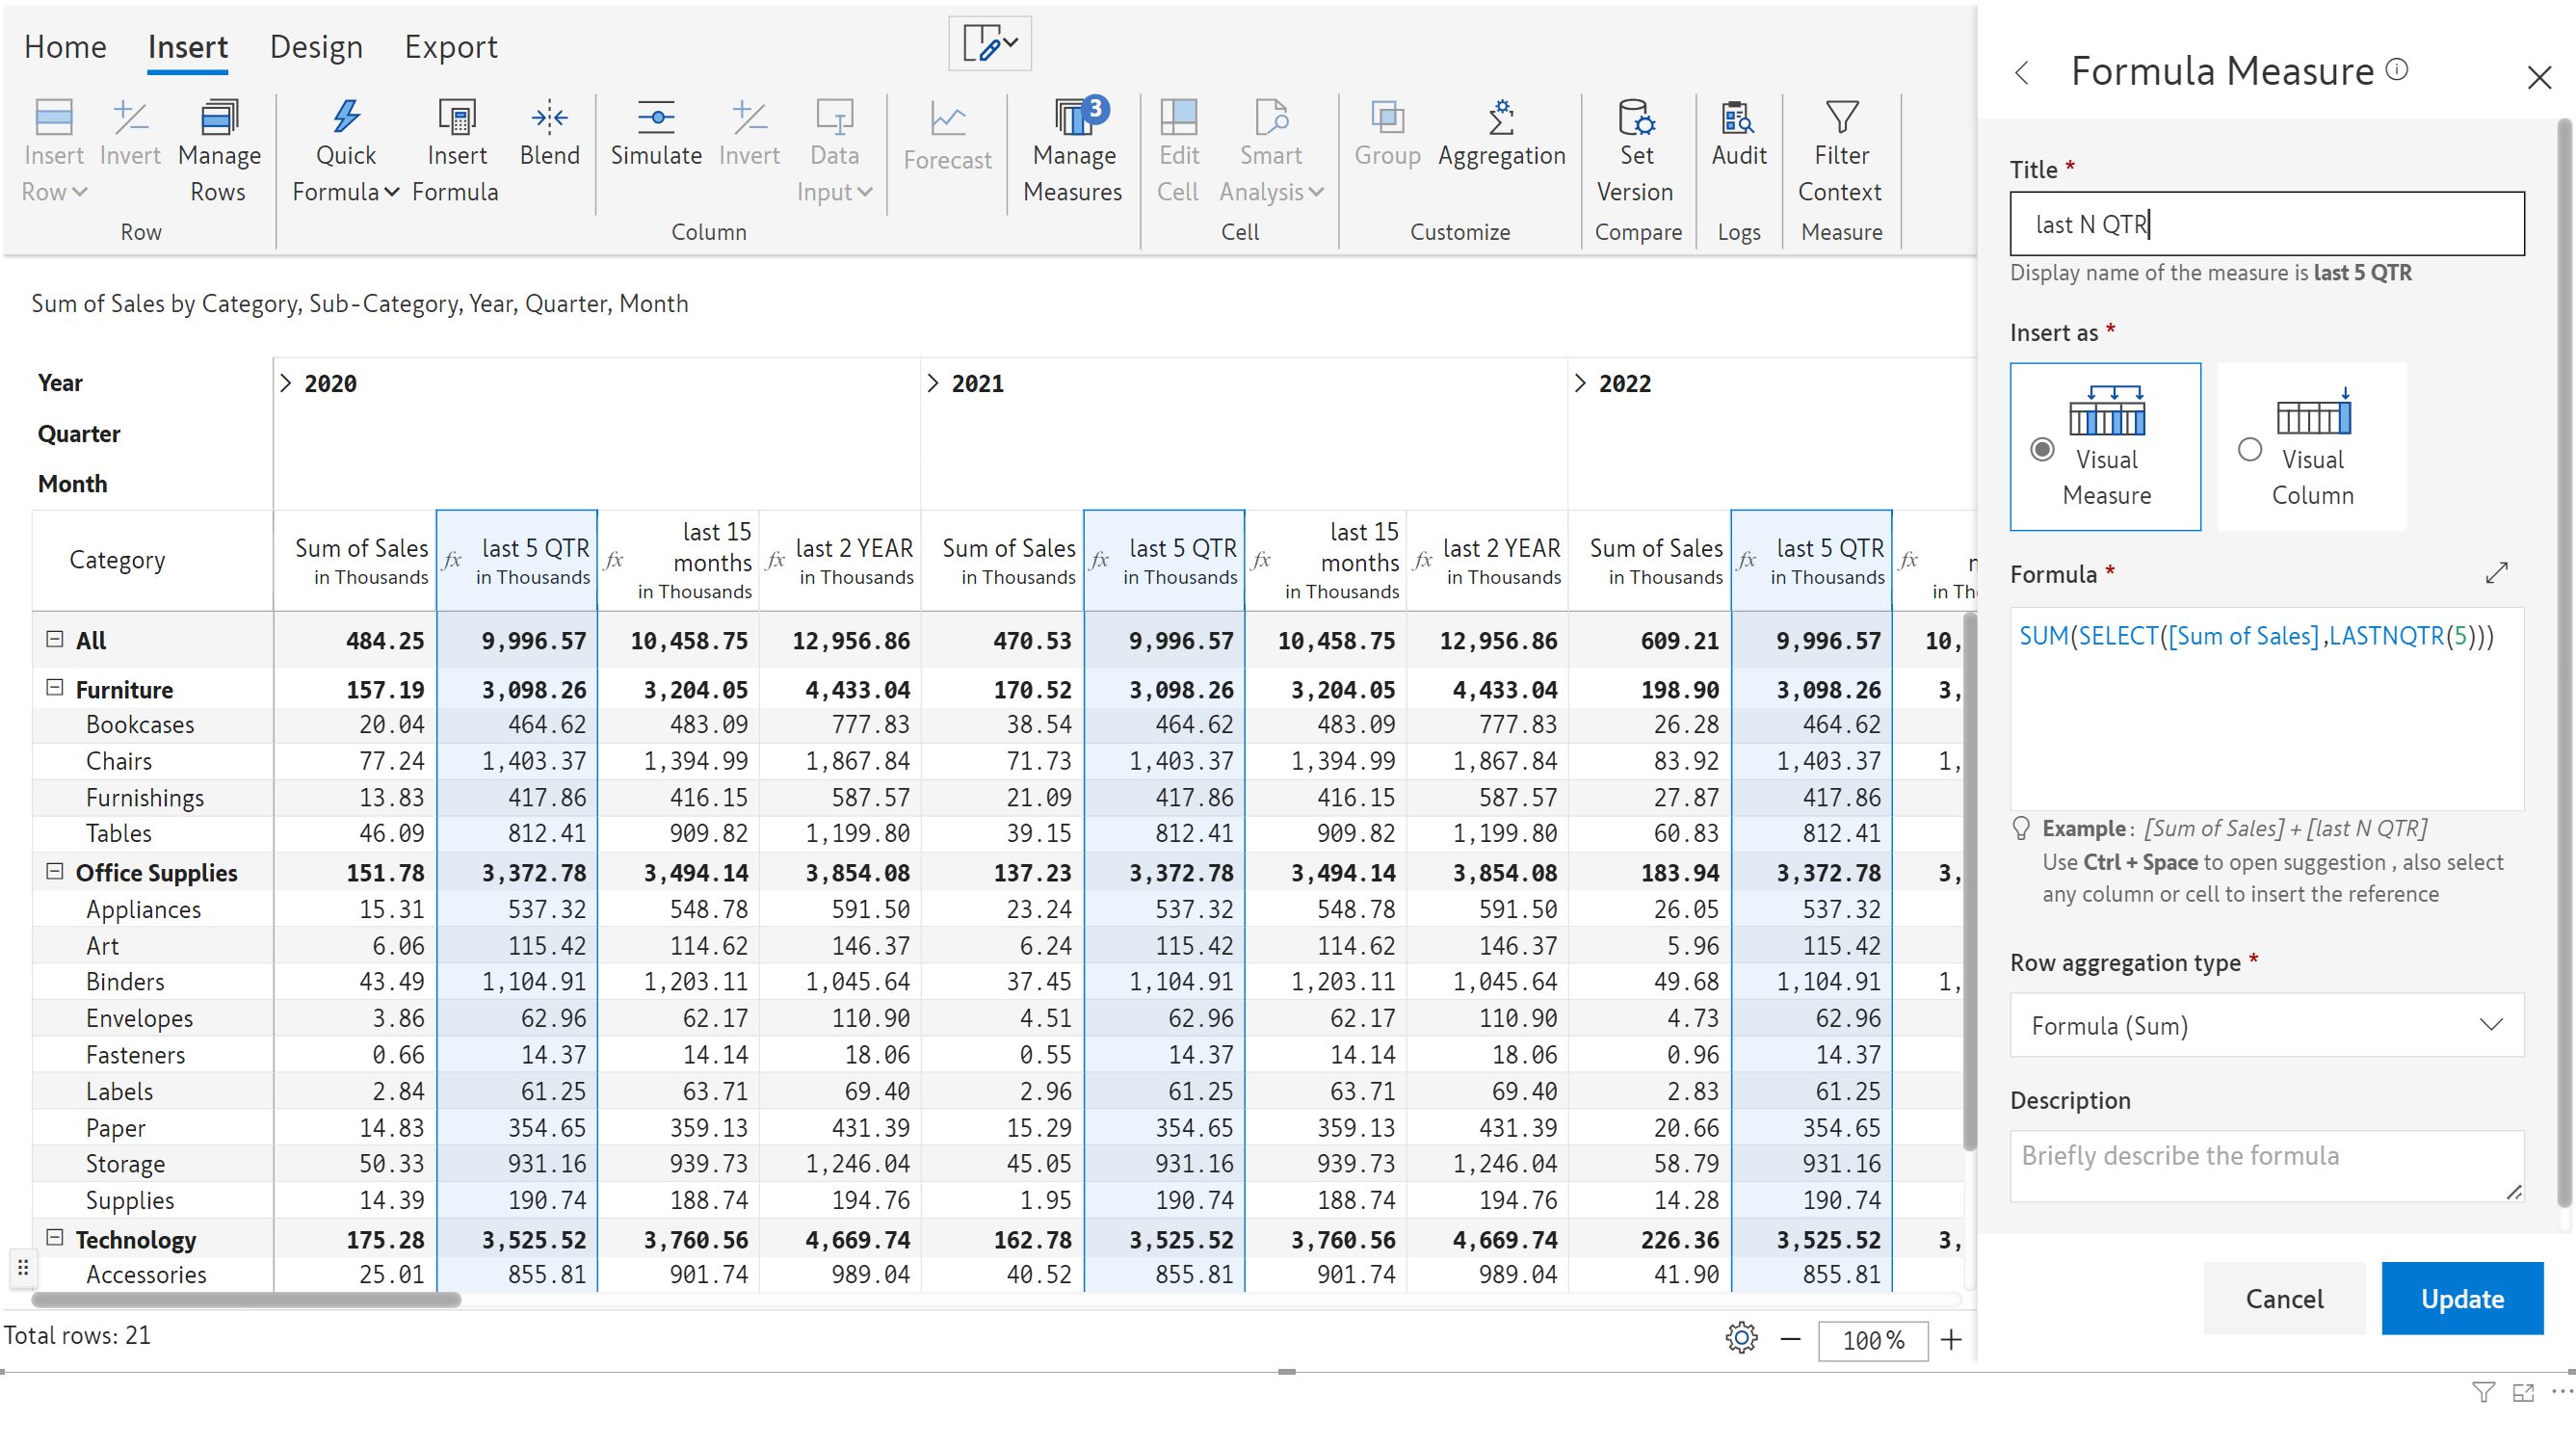 Home Insert Design Export
Insert Row Invert Manage Rows Quick Formula Insert Formula Blend Simulate Invert Data Input Forecast Manage Measures 3 Edit Cell Smart Analysis Group Aggregation Set Version Audit Filter Context
Row Column Cell Customize Compare Logs Measure
Sum of Sales by Category, Sub-Category, Year, Quarter, Month
Year 2020 2021 2022
Quarter
Month
Category Sum of Sales in Thousands fx last 5 QTR in Thousands fx last 15 months in Thousands fx last 2 YEAR in Thousands Sum of Sales in Thousands fx last 5 QTR in Thousands fx last 15 months in Thousands fx last 2 YEAR in Thousands Sum of Sales in Thousands fx last 5 QTR in Thousands fx in
All 484.25 9,996.57 10,458.75 12,956.86 470.53 9,996.57 10,458.75 12,956.86 609.21 9,996.57 10,
Furniture 157.19 3,098.26 3,204.05 4,433.04 170.52 3,098.26 3,204.05 4,433.04 198.90 3,098.26 3,
Bookcases 20.04 464.62 483.09 777.83 38.54 464.62 483.09 777.83 26.28 464.62
Chairs 77.24 1,403.37 1,394.99 1,867.84 71.73 1,403.37 1,394.99 1,867.84 83.92 1,403.37 1,
Furnishings 13.83 417.86 416.15 587.57 21.09 417.86 416.15 587.57 27.87 417.86
Tables 46.09 812.41 909.82 1,199.80 39.15 812.41 909.82 1,199.80 60.83 812.41
Office Supplies 151.78 3,372.78 3,494.14 3,854.08 137.23 3,372.78 3,494.14 3,854.08 183.94 3,372.78 3,
Appliances 15.31 537.32 548.78 591.50 23.24 537.32 548.78 591.50 26.05 537.32
Art 6.06 115.42 114.62 146.37 6.24 115.42 114.62 146.37 5.96 115.42
Binders 43.49 1,104.91 1,203.11 1,045.64 37.45 1,104.91 1,203.11 1,045.64 49.68 1,104.91 1,
Envelopes 3.86 62.96 62.17 110.90 4.51 62.96 62.17 110.90 4.73 62.96
Fasteners 0.66 14.37 14.14 18.06 0.55 14.37 14.14 18.06 0.96 14.37
Labels 2.84 61.25 63.71 69.40 2.96 61.25 63.71 69.40 2.83 61.25
Paper 14.83 354.65 359.13 431.39 15.29 354.65 359.13 431.39 20.66 354.65
Storage 50.33 931.16 939.73 1,246.04 45.05 931.16 939.73 1,246.04 58.79 931.16
Supplies 14.39 190.74 188.74 194.76 1.95 190.74 188.74 194.76 14.28 190.74
Technology 175.28 3,525.52 3,760.56 4,669.74 162.78 3,525.52 3,760.56 4,669.74 226.36 3,525.52 3,
Accessories 25.01 855.81 901.74 989.04 40.52 855.81 901.74 989.04 41.90 855.81
Total rows: 21
100%
Formula Measure
Title *
last N QTR
Display name of the measure is last 5 QTR
Insert as *
Visual Measure
Visual Column
Formula *
SUM(SELECT([Sum of Sales],LASTNQTR(5)))
Example: [Sum of Sales] + [last N QTR]
Use Ctrl + Space to open suggestion , also select
any column or cell to insert the reference
Row aggregation type *
Formula (Sum)
Description
Briefly describe the formula
Cancel Update